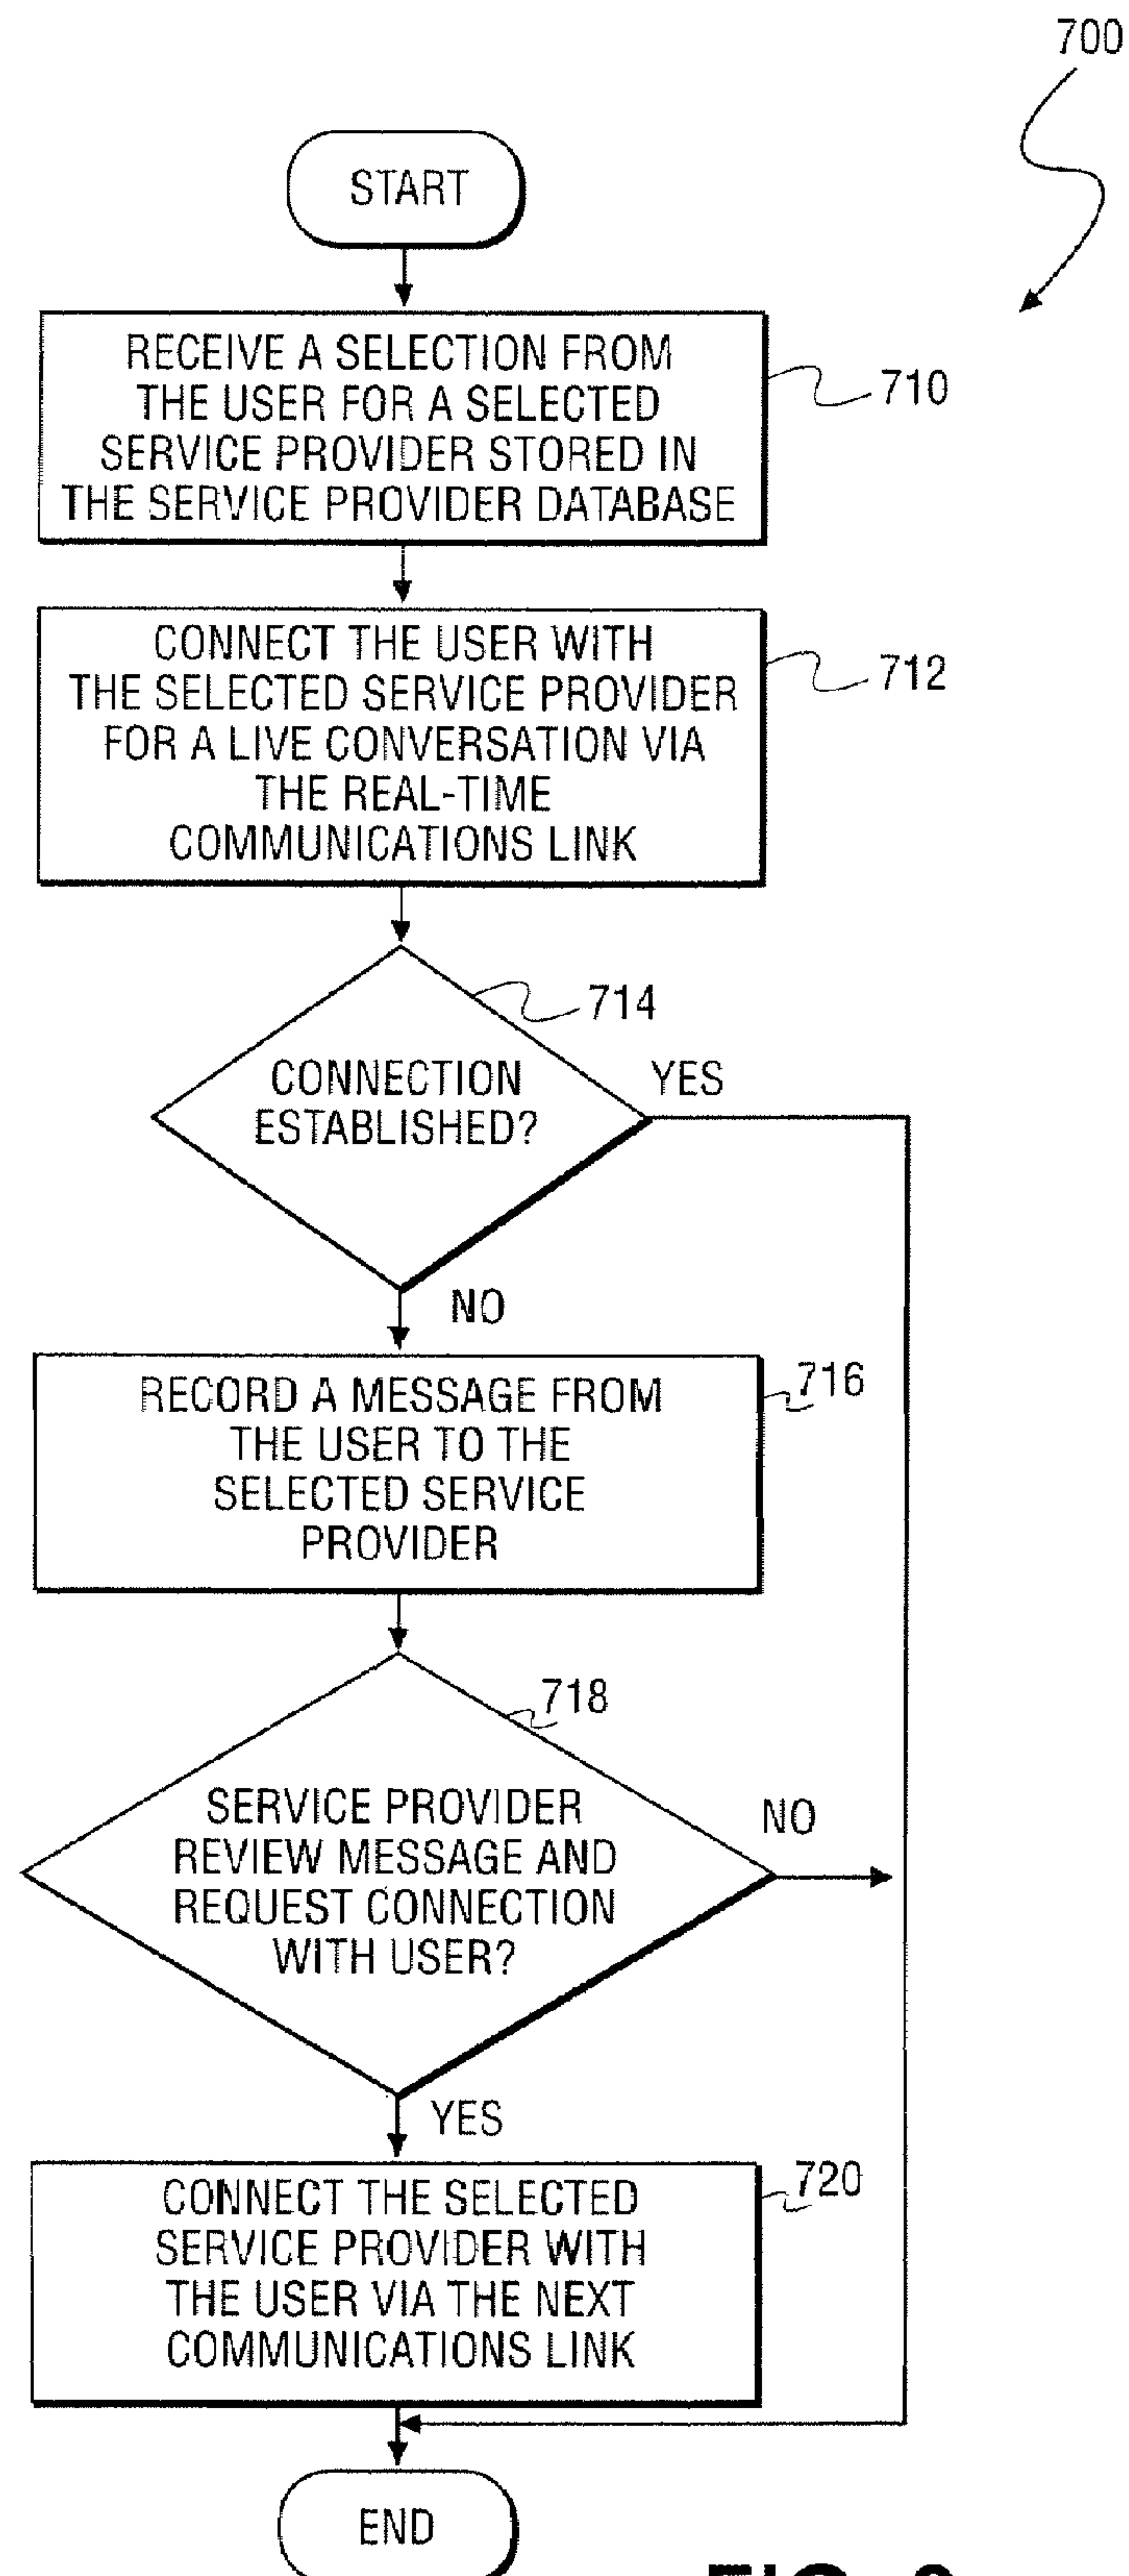 700
START
RECEIVE A SELECTION FROM
THE USER FOR A SELECTED
SERVICE PROVIDER STORED IN
THE SERVICE PROVIDER DATABASE
710
CONNECT THE USER WITH
THE SELECTED SERVICE PROVIDER
FOR A LIVE CONVERSATION VIA
THE REAL-TIME
COMMUNICATIONS LINK
712
714
CONNECTION
ESTABLISHED?
YES
NO
RECORD A MESSAGE FROM
THE USER TO THE
SELECTED SERVICE
PROVIDER
716
718
SERVICE PROVIDER
REVIEW MESSAGE AND
REQUEST CONNECTION
WITH USER?
NO
YES
CONNECT THE SELECTED
SERVICE PROVIDER WITH
THE USER VIA THE NEXT
COMMUNICATIONS LINK
720
END
FIG.